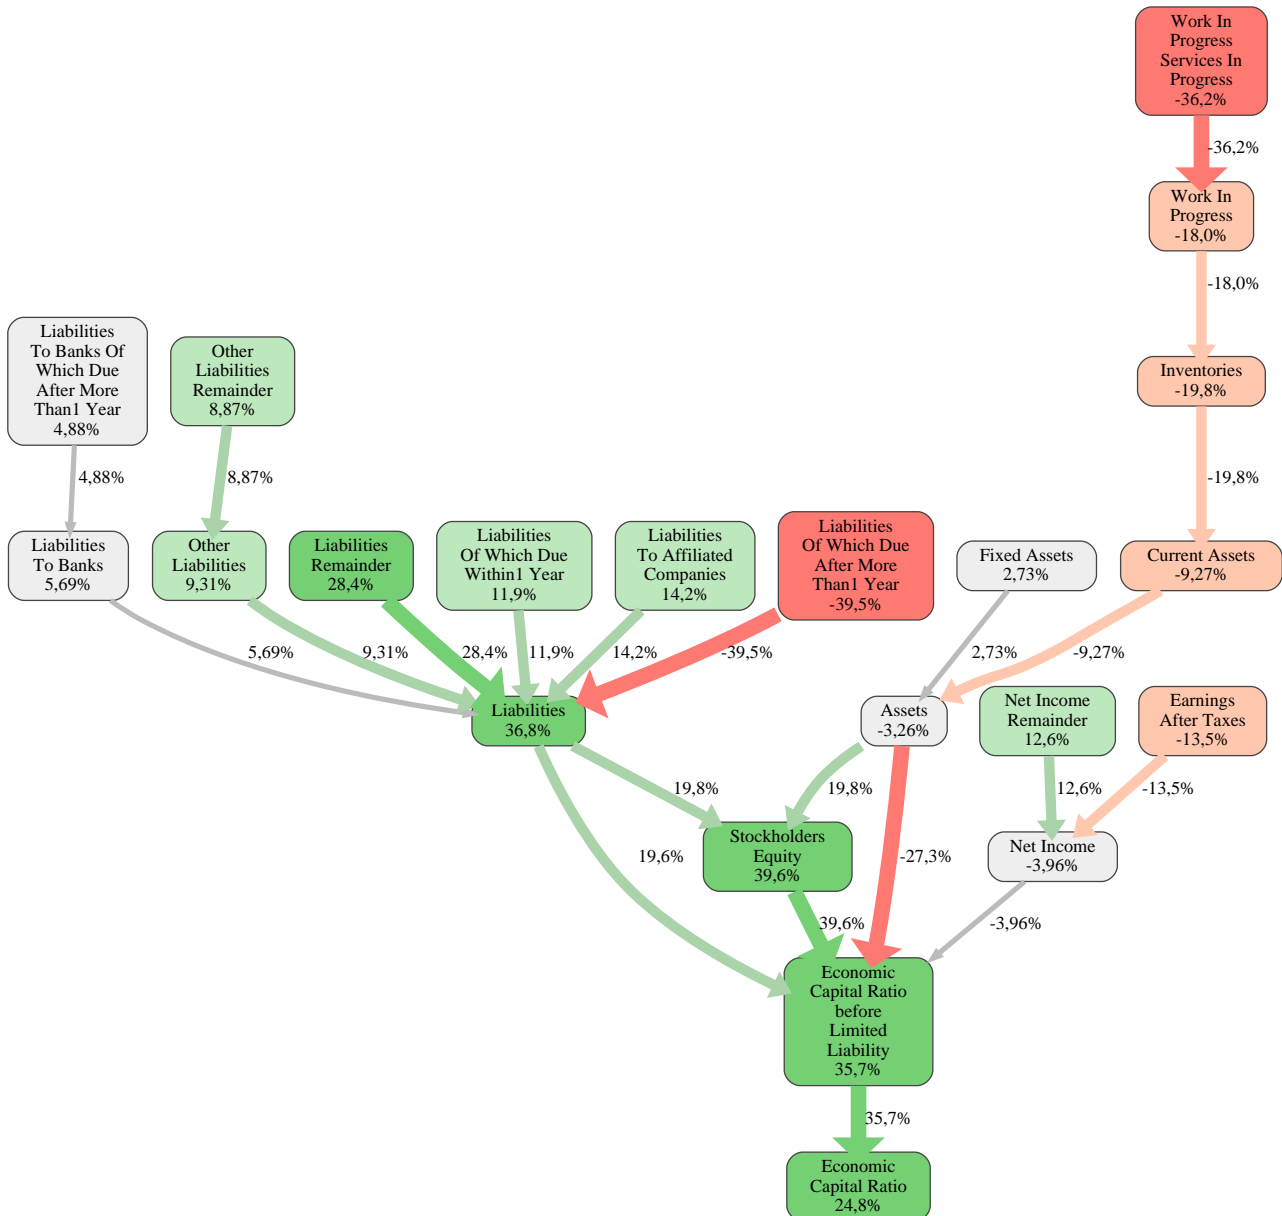 Work In
Progress
Services In
Progress
-36,2%
-36,2%
Work In
Progress
-18,0%
-18,0%
Liabilities
To Banks Of
Which Due
After More
Than1 Year
4,88%
Other
Liabilities
Remainder
8,87%
Inventories
-19,8%
4,88%
8,87%
-19,8%
Liabilities
To Banks
5,69%
Other
Liabilities
9,31%
Liabilities
Remainder
28,4%
Liabilities
Of Which Due
Within1 Year
11,9%
Liabilities
To Affiliated
Companies
14,2%
Liabilities
Of Which Due
After More
Than1 Year
-39,5%
Fixed Assets
2,73%
Current Assets
-9,27%
5,69%
9,31%
28,4%
11,9%
14,2%
-39,5%
2,73%
-9,27%
Liabilities
36,8%
Assets
-3,26%
Net Income
Remainder
12,6%
Earnings
After Taxes
-13,5%
19,8%
19,8%
12,6%
-13,5%
19,6%
Stockholders
Equity
39,6%
-27,3%
Net Income
-3,96%
39,6%
-3,96%
Economic
Capital Ratio
before
Limited
Liability
35,7%
35,7%
Economic
Capital Ratio
24,8%